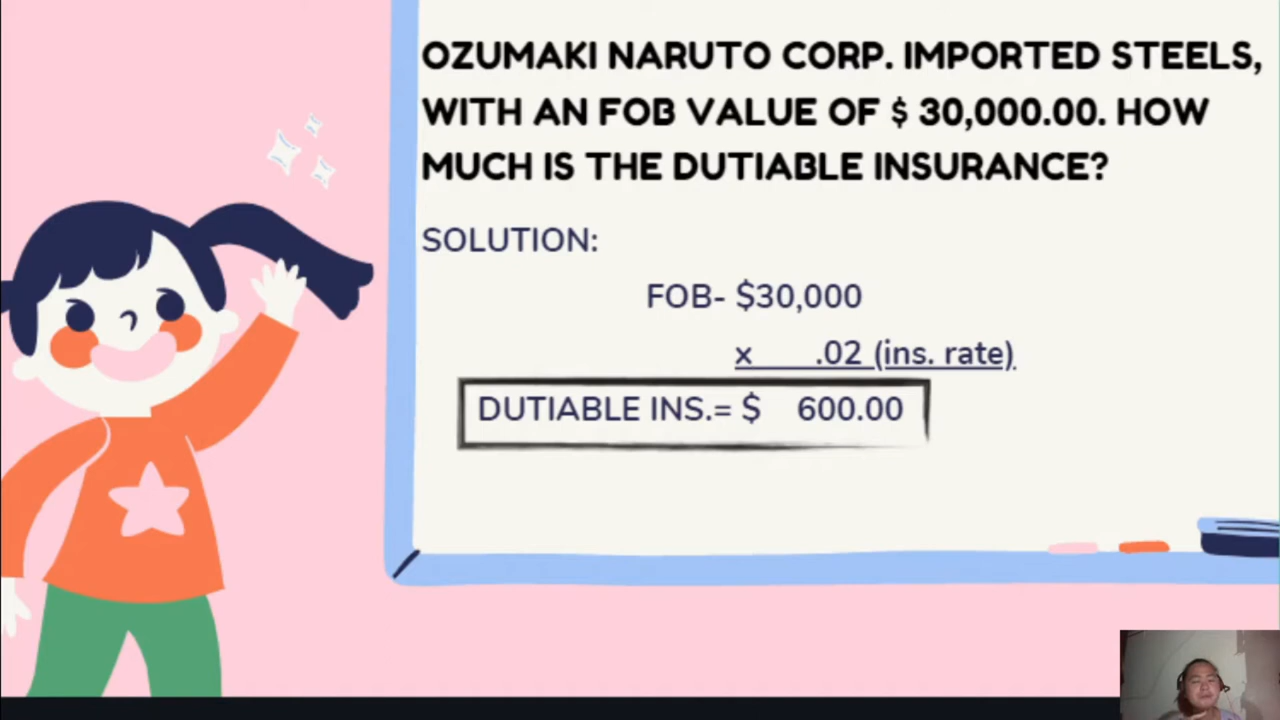 OZUMAKI NARUTO CORP. IMPORTED STEELS,
WITH AN FOB VALUE OF $ 30,000.00. HOW
MUCH IS THE DUTIABLE INSURANCE?
SOLUTION:
FOB- $30,000
x .02 (ins. rate)
DUTIABLE INS.= $ 600.00